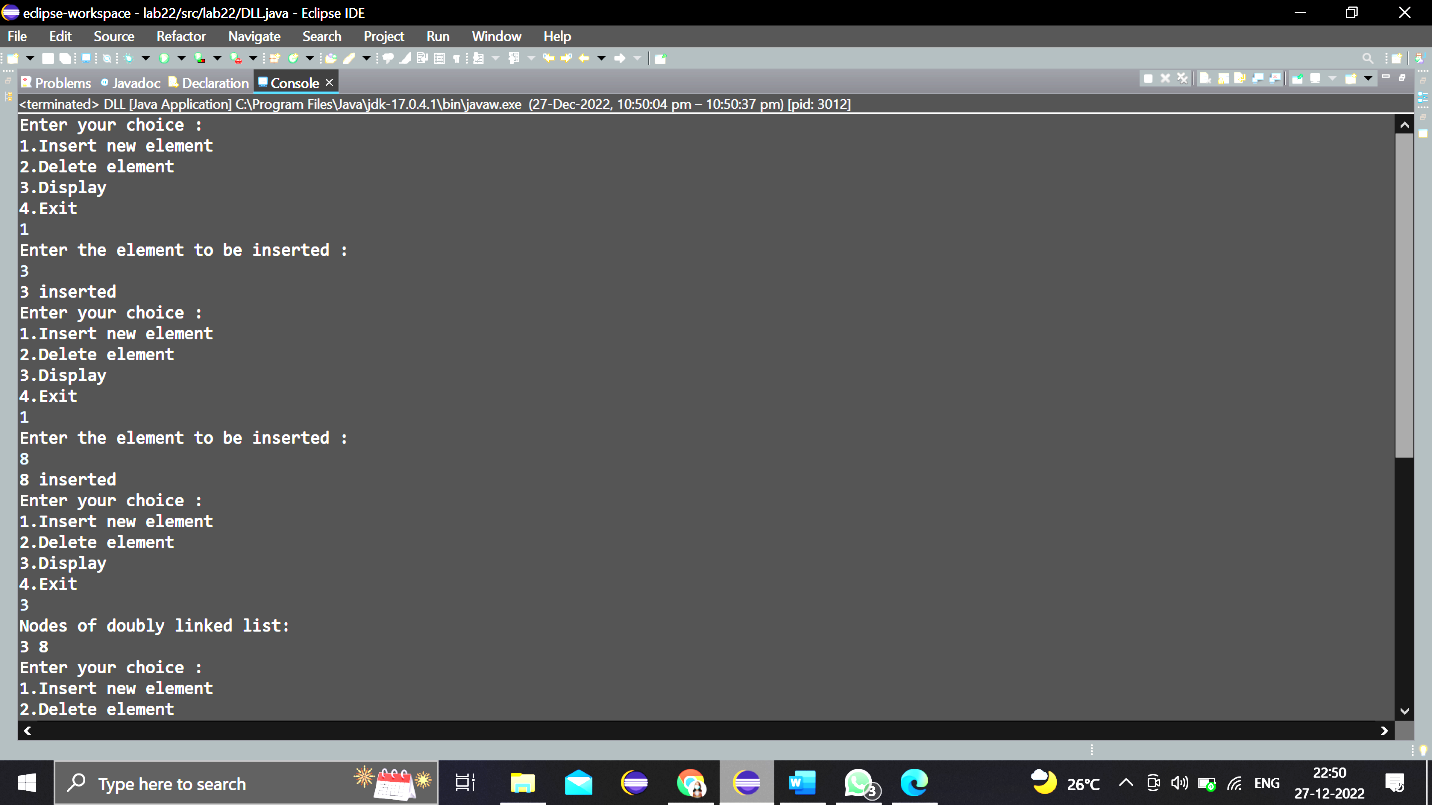 eclipse-workspace - lab22/src/lab22/DLL.java - Eclipse IDE
File Edit Source Refactor Navigate Search Project Run Window Help
Problems Javadoc Declaration Console
<terminated> DLL [Java Application] C:\Program Files\Java\jdk-17.0.4.1\bin\javaw.exe (27-Dec-2022, 10:50:04 pm – 10:50:37 pm) [pid: 3012]
Enter your choice :
1.Insert new element
2.Delete element
3.Display
4.Exit
1
Enter the element to be inserted :
3
3 inserted
Enter your choice :
1.Insert new element
2.Delete element
3.Display
4.Exit
1
Enter the element to be inserted :
8
8 inserted
Enter your choice :
1.Insert new element
2.Delete element
3.Display
4.Exit
3
Nodes of doubly linked list:
3 8
Enter your choice :
1.Insert new element
2.Delete element
Type here to search
3
26°C
ENG
22:50
27-12-2022